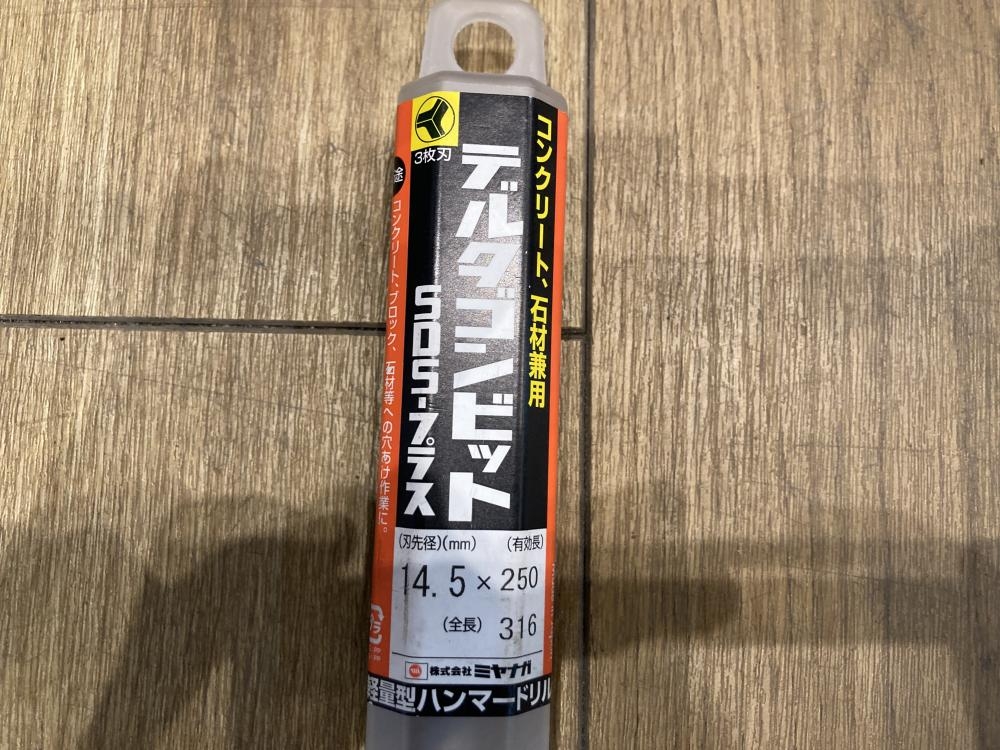 3枚刃
コンクリート、石材兼用
デルタゴンビット
SDS-プラス
途
コンクリート、ブロック、石材等への穴あけ作業に。
(刃先径)(mm) (有効長)
14.5×250
(全長) 316
株式会社ミヤナガ
軽量型ハンマードリル
プラ